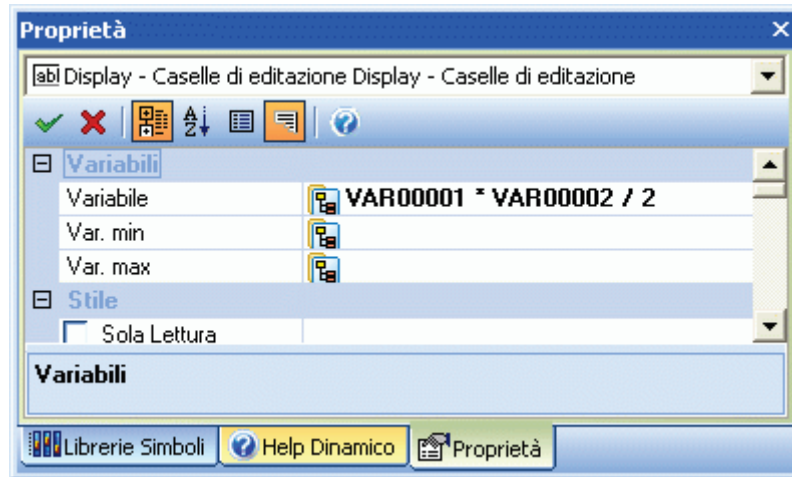 Proprietà
abl Display - Caselle di editazione Display - Caselle di editazione
A Z
Variabili
Variabile VAR00001 * VAR00002 / 2
Var. min
Var. max
Stile
Sola Lettura
Variabili
Librerie Simboli Help Dinamico Proprietà